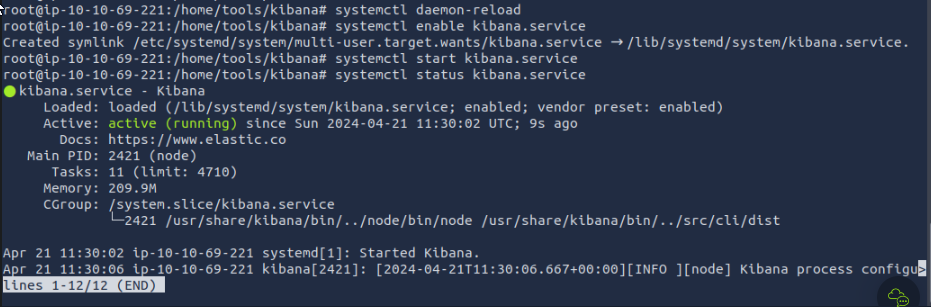 root@ip-10-10-69-221:/home/tools/kibana# systemctl daemon-reload
root@ip-10-10-69-221:/home/tools/kibana# systemctl enable kibana.service
Created symlink /etc/systemd/system/multi-user.target.wants/kibana.service → /lib/systemd/system/kibana.service.
root@ip-10-10-69-221:/home/tools/kibana# systemctl start kibana.service
root@ip-10-10-69-221:/home/tools/kibana# systemctl status kibana.service
● kibana.service - Kibana
     Loaded: loaded (/lib/systemd/system/kibana.service; enabled; vendor preset: enabled)
     Active: active (running) since Sun 2024-04-21 11:30:02 UTC; 9s ago
       Docs: https://www.elastic.co
   Main PID: 2421 (node)
      Tasks: 11 (limit: 4710)
     Memory: 209.9M
     CGroup: /system.slice/kibana.service
             └─2421 /usr/share/kibana/bin/../node/bin/node /usr/share/kibana/bin/../src/cli/dist
Apr 21 11:30:02 ip-10-10-69-221 systemd[1]: Started Kibana.
Apr 21 11:30:06 ip-10-10-69-221 kibana[2421]: [2024-04-21T11:30:06.667+00:00][INFO ][node] Kibana process configu>
lines 1-12/12 (END)